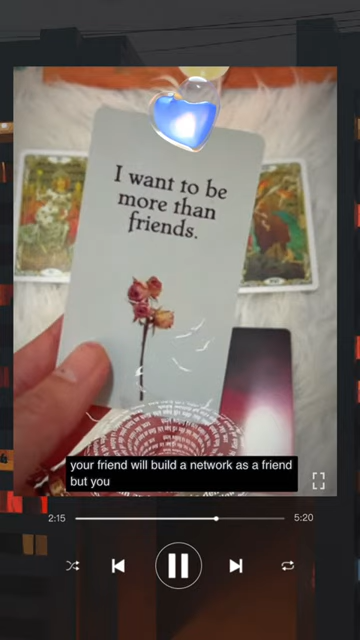 I want to be
more than
friends.
your friend will build a network as a friend
but you
2:15
5:20